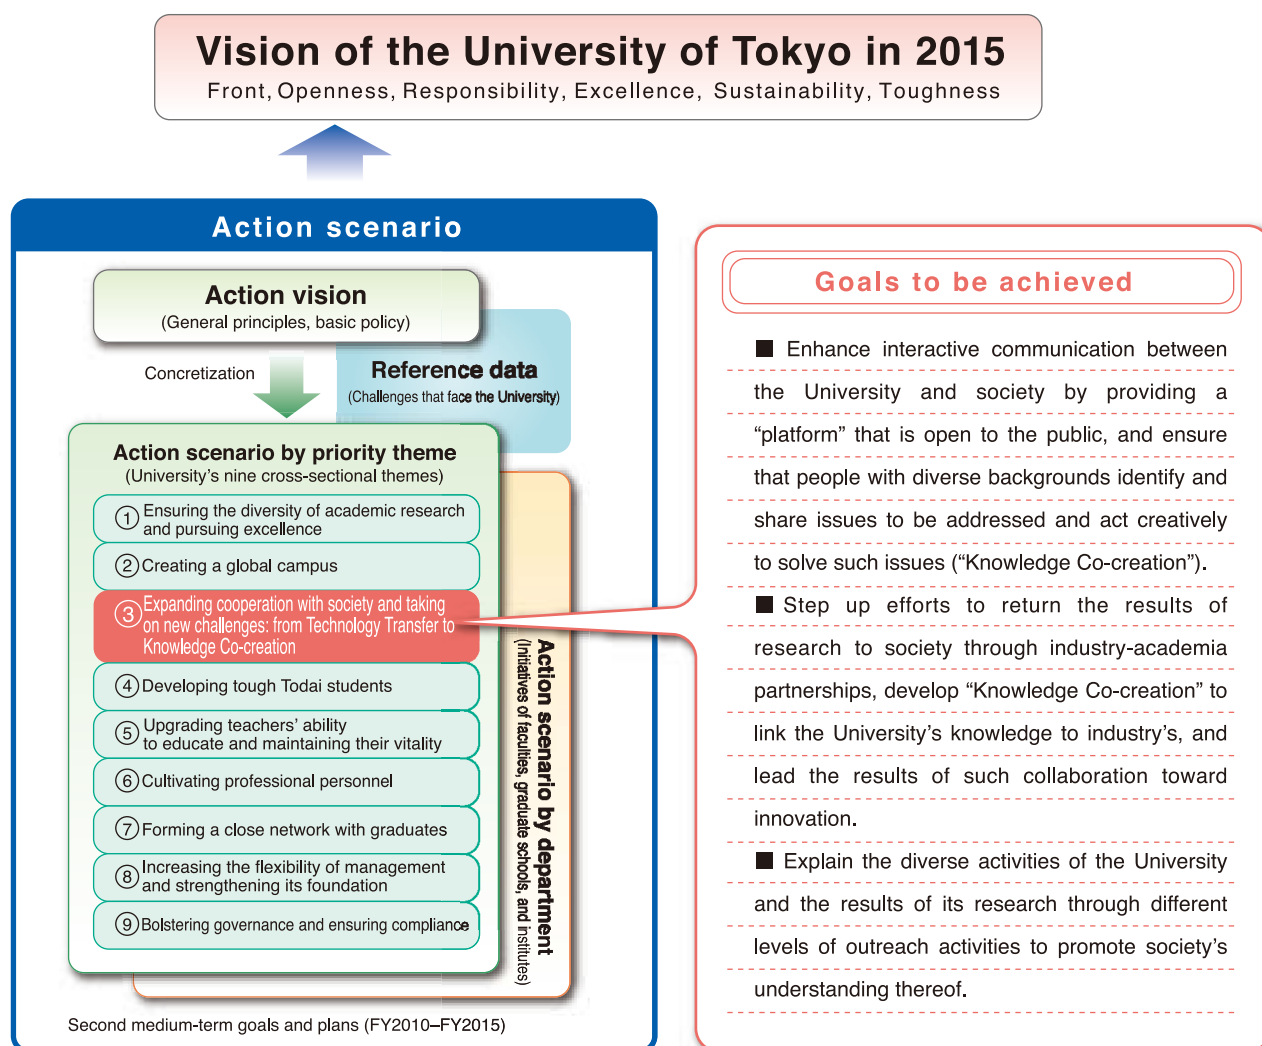 Vision of the University of Tokyo in 2015
Front, Openness, Responsibility, Excellence, Sustainability, Toughness
Action scenario
Action vision
(General principles, basic policy)
Concretization
Reference data
(Challenges that face the University)
Action scenario by priority theme
(University's nine cross-sectional themes)
① Ensuring the diversity of academic research
and pursuing excellence
② Creating a global campus
③ Expanding cooperation with society and taking
on new challenges: from Technology Transfer to
Knowledge Co-creation
④ Developing tough Todai students
⑤ Upgrading teachers' ability
to educate and maintaining their vitality
⑥ Cultivating professional personnel
⑦ Forming a close network with graduates
⑧ Increasing the flexibility of management
and strengthening its foundation
⑨ Bolstering governance and ensuring compliance
Action scenario by department
(Initiatives of faculties, graduate schools, and institutes)
Second medium-term goals and plans (FY2010–FY2015)
Goals to be achieved
■ Enhance interactive communication between
the University and society by providing a
“platform” that is open to the public, and ensure
that people with diverse backgrounds identify and
share issues to be addressed and act creatively
to solve such issues (“Knowledge Co-creation”).
■ Step up efforts to return the results of
research to society through industry-academia
partnerships, develop “Knowledge Co-creation” to
link the University's knowledge to industry's, and
lead the results of such collaboration toward
innovation.
■ Explain the diverse activities of the University
and the results of its research through different
levels of outreach activities to promote society's
understanding thereof.